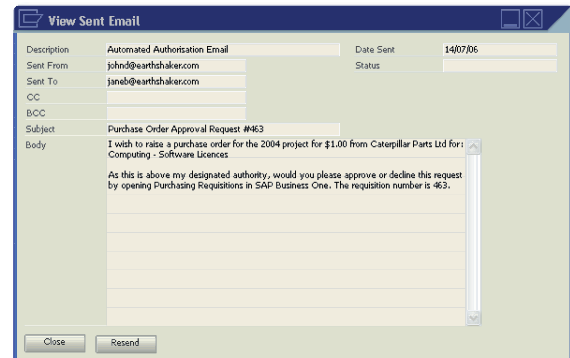 View Sent Email
Description Automated Authorisation Email Date Sent 14/07/06
Sent From johnd@earthshaker.com Status
Sent To janeb@earthshaker.com
CC
BCC
Subject Purchase Order Approval Request #463
Body I wish to raise a purchase order for the 2004 project for $1.00 from Caterpillar Parts Ltd for:
Computing - Software Licences
As this is above my designated authority, would you please approve or decline this request
by opening Purchasing Requisitions in SAP Business One. The requisition number is 463.
Close Resend